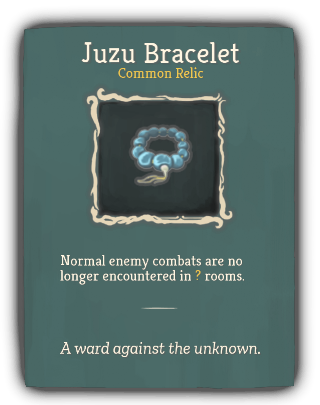 Juzu Bracelet
Common Relic
Normal enemy combats are no
longer encountered in ? rooms.
A ward against the unknown.